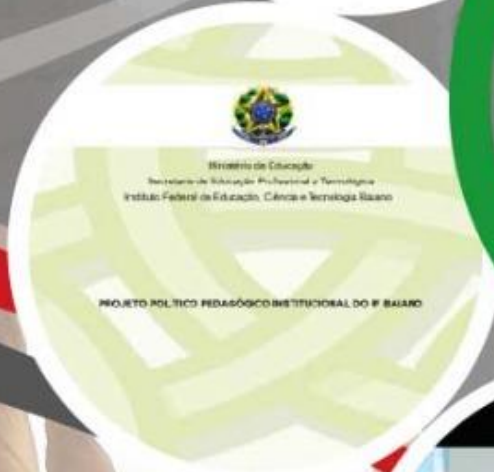 Ministério da Educação
Secretaria de Educação Profissional e Tecnológica
Instituto Federal de Educação, Ciência e Tecnologia Baiano
PROJETO POLÍTICO PEDAGÓGICO INSTITUCIONAL DO IF BAIANO